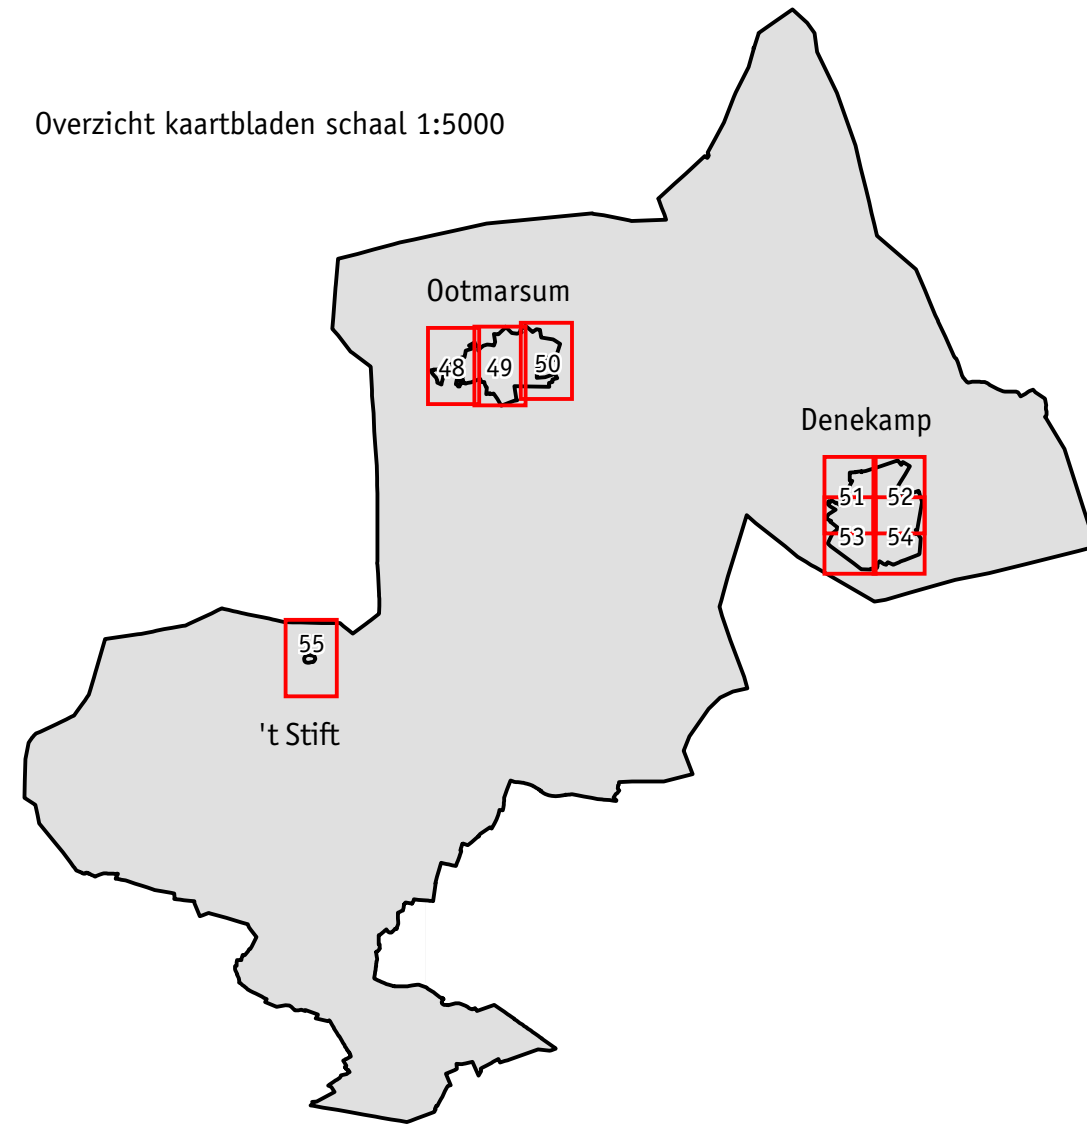 Overzicht kaartbladen schaal 1:5000
Ootmarsum
48 49 50
Denekamp
51 52
53 54
55
't Stift